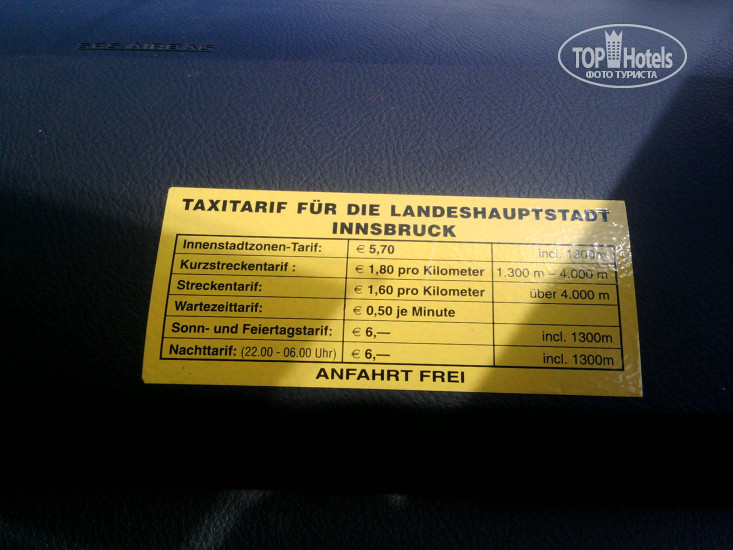 SRS AIRBAG
TOP Hotels
ФОТО ТУРИСТА
TAXITARIF FÜR DIE LANDESHAUPTSTADT
INNSBRUCK
Innenstadtzonen-Tarif: € 5,70 incl. 1300m
Kurzstreckentarif : € 1,80 pro Kilometer 1,300 m – 4.000 m
Streckentarif: € 1,60 pro Kilometer über 4.000 m
Wartezeittarif: € 0,50 je Minute
Sonn- und Feiertagstarif: € 6,— incl. 1300m
Nachttarif: (22.00 - 06.00 Uhr) € 6,— incl. 1300m
ANFAHRT FREI